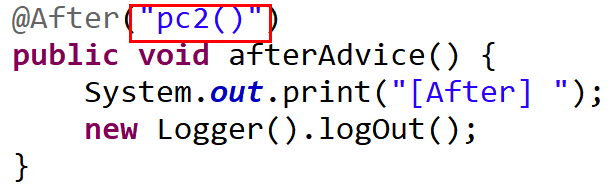 @After("pc2()")
public void afterAdvice() {
    System.out.print("[After] ");
    new Logger().logOut();
}